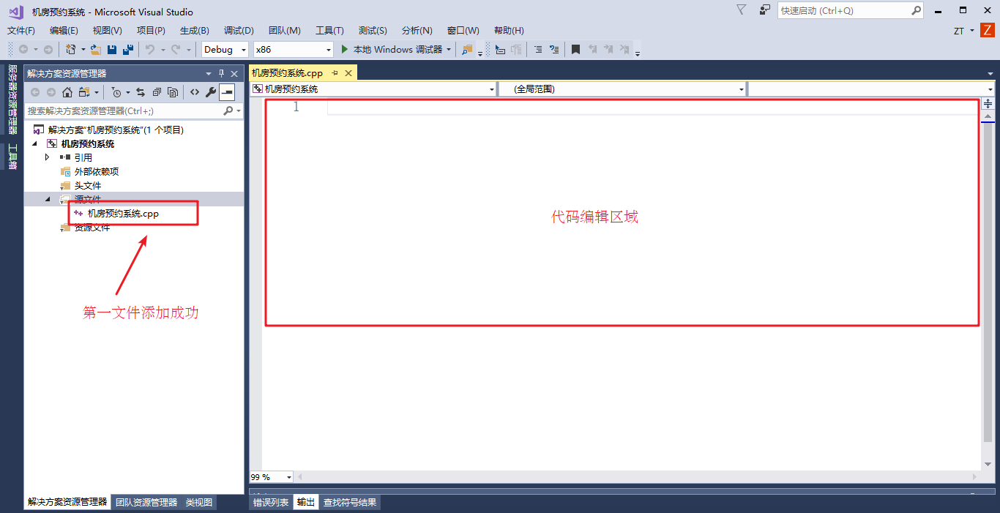 机房预约系统 - Microsoft Visual Studio
快速启动 (Ctrl+Q)
文件(F) 编辑(E) 视图(V) 项目(P) 生成(B) 调试(D) 团队(M) 工具(T) 测试(S) 分析(N) 窗口(W) 帮助(H)
ZT
Z
Debug
x86
本地 Windows 调试器
服务器资源管理器
工具箱
解决方案资源管理器
搜索解决方案资源管理器(Ctrl+;)
解决方案"机房预约系统"(1 个项目)
机房预约系统
引用
外部依赖项
头文件
源文件
机房预约系统.cpp
资源文件
第一文件添加成功
解决方案资源管理器 团队资源管理器 类视图
机房预约系统.cpp
机房预约系统
(全局范围)
1
代码编辑区域
99 %
错误列表 输出 查找符号结果